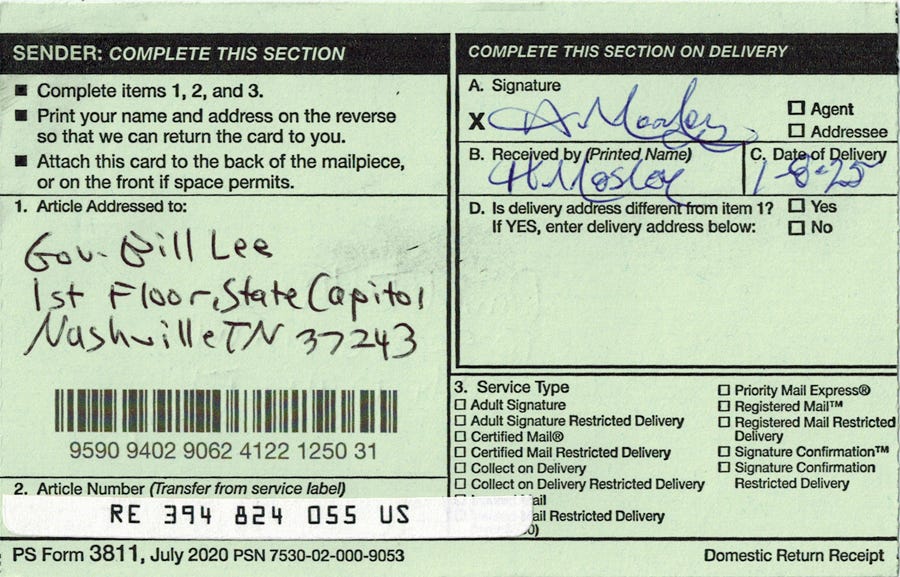 SENDER: COMPLETE THIS SECTION
■ Complete items 1, 2, and 3.
■ Print your name and address on the reverse
so that we can return the card to you.
■ Attach this card to the back of the mailpiece,
or on the front if space permits.
1. Article Addressed to:
Gov. Bill Lee
1st Floor, State Capitol
Nashville TN 37243
9590 9402 9062 4122 1250 31
2. Article Number (Transfer from service label)
RE 394 824 055 US
COMPLETE THIS SECTION ON DELIVERY
A. Signature
X A. Mosley
☐ Agent
☐ Addressee
B. Received by (Printed Name)
Mosley
C. Date of Delivery
1-8-25
D. Is delivery address different from item 1? ☐ Yes
If YES, enter delivery address below: ☐ No
3. Service Type
☐ Adult Signature
☐ Adult Signature Restricted Delivery
☐ Certified Mail®
☐ Certified Mail Restricted Delivery
☐ Collect on Delivery
☐ Collect on Delivery Restricted Delivery
ail
ail Restricted Delivery
0)
☐ Priority Mail Express®
☐ Registered Mail™
☐ Registered Mail Restricted
Delivery
☐ Signature Confirmation™
☐ Signature Confirmation
Restricted Delivery
PS Form 3811, July 2020 PSN 7530-02-000-9053
Domestic Return Receipt